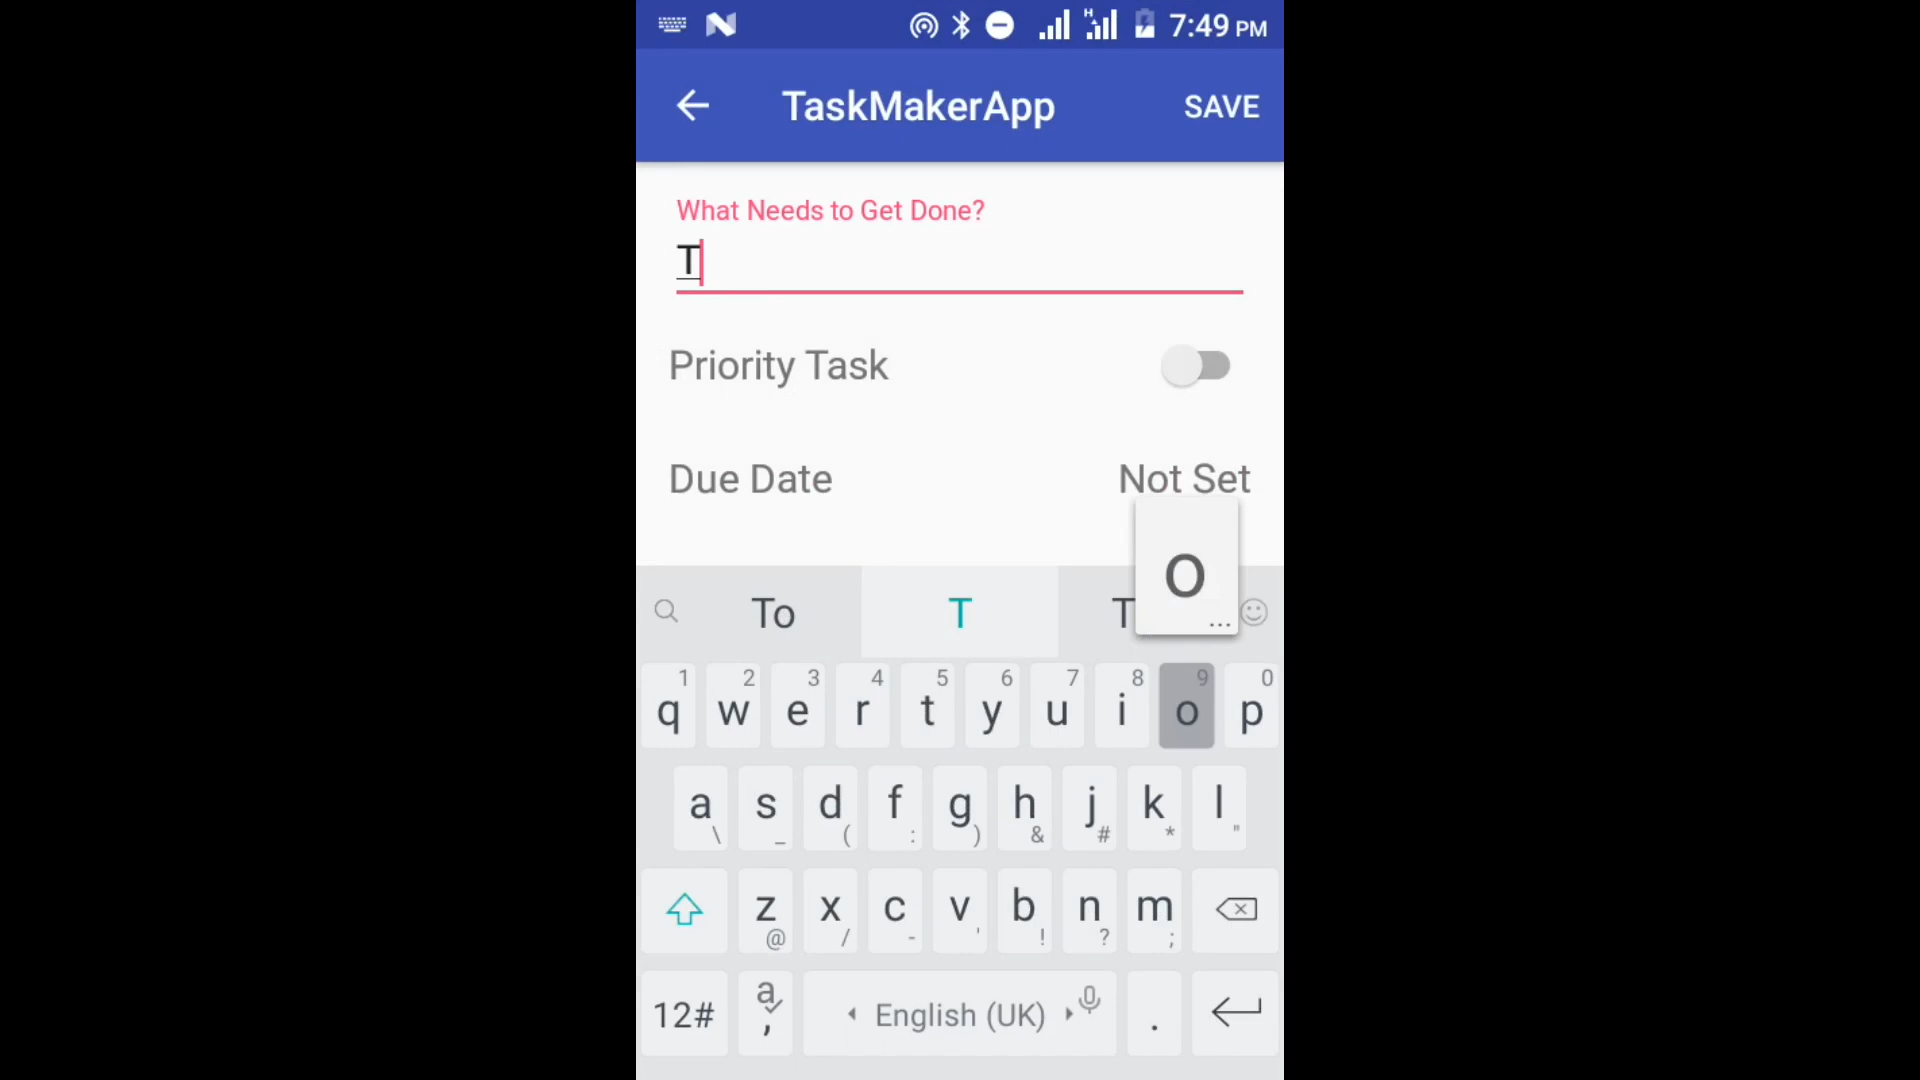 7:49 PM
TaskMakerApp SAVE
What Needs to Get Done?
T
Priority Task
Due Date Not Set
o
...
To T T
1 2 3 4 5 6 7 8 9 0
q w e r t y u i o p
a s d f g h j k l
\ _ ( : ) & # * "
z x c v b n m
@ / - ' ! ? ;
12# a , English (UK) .